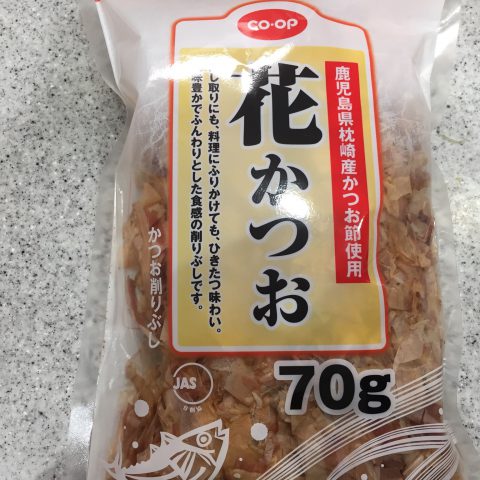 CO·OP
鹿児島県枕崎産かつお節使用
花かつお
し取りにも、料理にふりかけても、ひきたつ味わい。
味豊かでふんわりとした食感の削りぶしです。
かつお削りぶし
JAS
70g